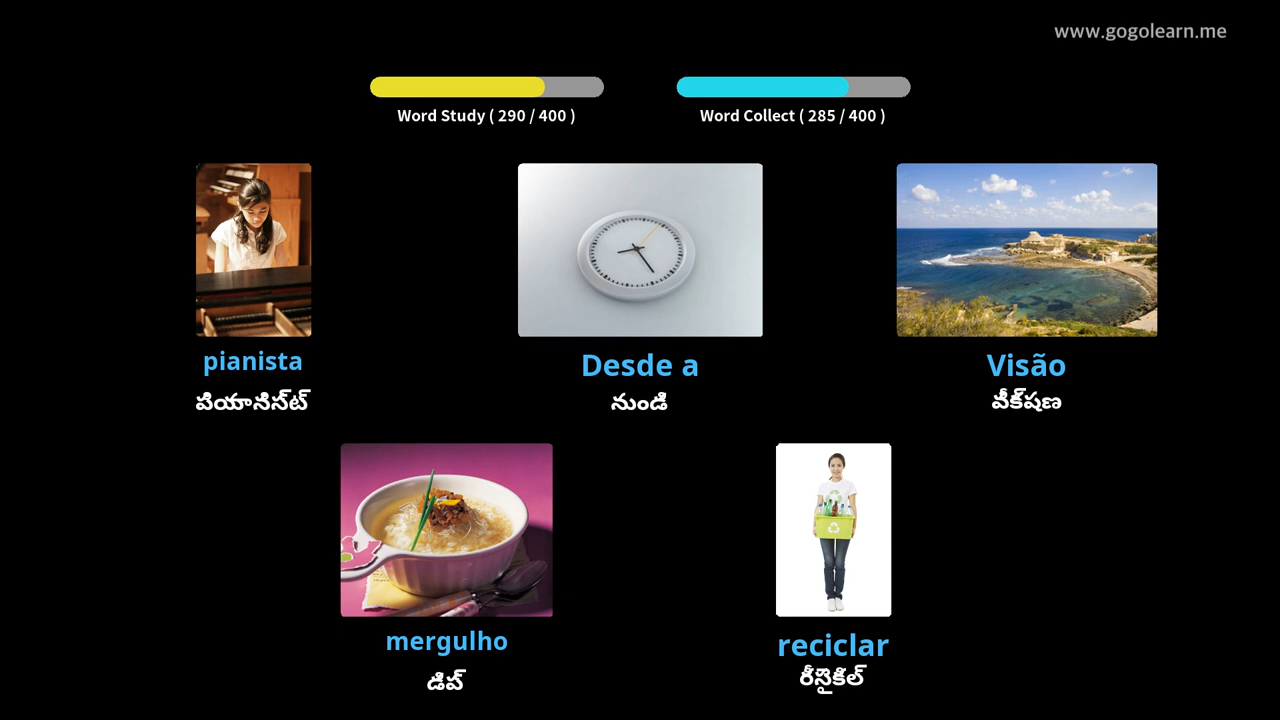 www.gogolearn.me
Word Study ( 290 / 400 )
Word Collect ( 285 / 400 )
pianista
పియానిస్ట్
Desde a
నుండి
Visão
వీక్షణ
mergulho
డిప్
reciclar
రీసైకిల్